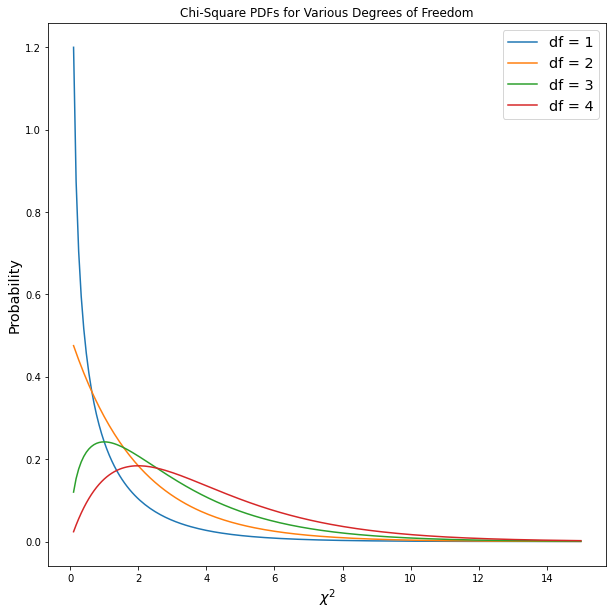 Chi-Square PDFs for Various Degrees of Freedom
df = 1
df = 2
df = 3
df = 4
Probability
1.2
1.0
0.8
0.6
0.4
0.2
0.0
0 2 4 6 8 10 12 14
χ²